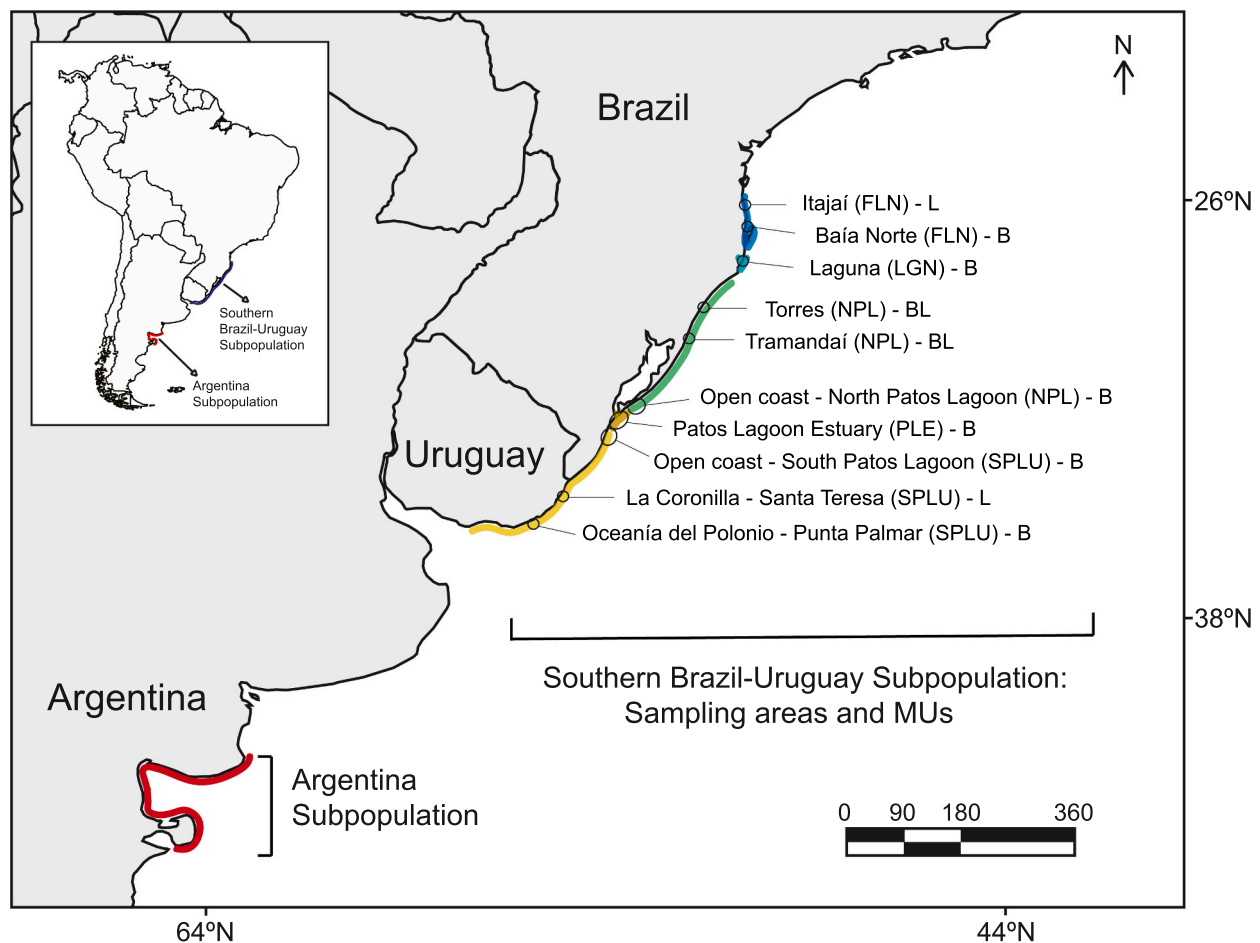 N
Brazil
26ºN
Itajaí (FLN) - L
Baía Norte (FLN) - B
Laguna (LGN) - B
Torres (NPL) - BL
Tramandaí (NPL) - BL
Open coast - North Patos Lagoon (NPL) - B
Patos Lagoon Estuary (PLE) - B
Open coast - South Patos Lagoon (SPLU) - B
La Coronilla - Santa Teresa (SPLU) - L
Oceanía del Polonio - Punta Palmar (SPLU) - B
Southern
Brazil-Uruguay
Subpopulation
Argentina
Subpopulation
Uruguay
38ºN
Southern Brazil-Uruguay Subpopulation:
Sampling areas and MUs
Argentina
Argentina
Subpopulation
0 90 180 360
64ºN
44ºN